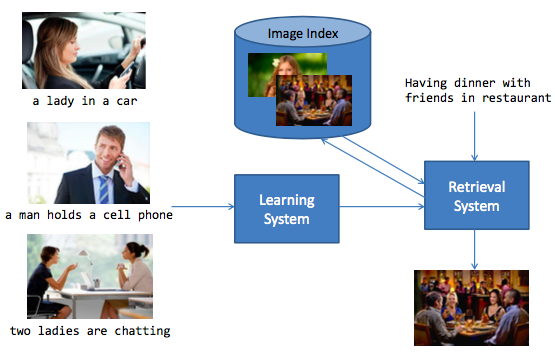 Image Index
a lady in a car
Having dinner with
friends in restaurant
a man holds a cell phone
Learning
System
Retrieval
System
two ladies are chatting